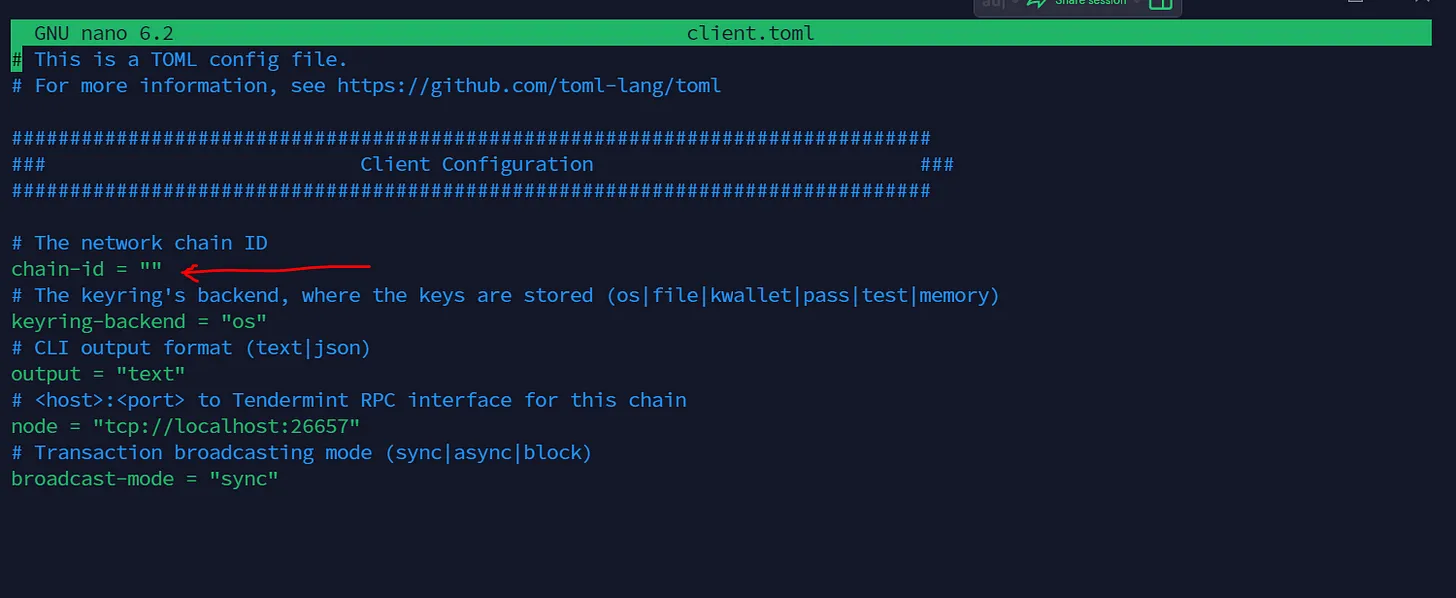 Share session
GNU nano 6.2 client.toml
# This is a TOML config file.
# For more information, see https://github.com/toml-lang/toml
###############################################################################
### Client Configuration ###
###############################################################################
# The network chain ID
chain-id = ""
# The keyring's backend, where the keys are stored (os|file|kwallet|pass|test|memory)
keyring-backend = "os"
# CLI output format (text|json)
output = "text"
# <host>:<port> to Tendermint RPC interface for this chain
node = "tcp://localhost:26657"
# Transaction broadcasting mode (sync|async|block)
broadcast-mode = "sync"